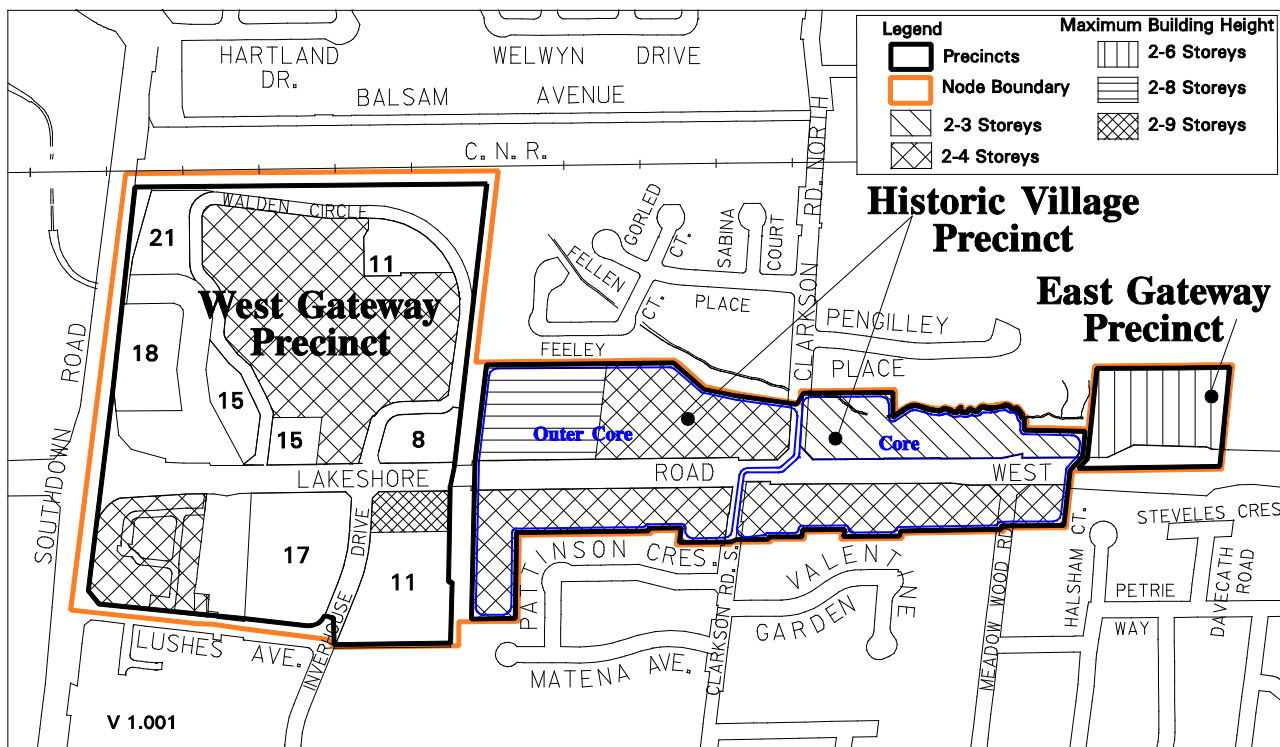 Legend
Precincts
Node Boundary
2-3 Storeys
2-4 Storeys
Maximum Building Height
2-6 Storeys
2-8 Storeys
2-9 Storeys
HARTLAND
DR.
WELWYN DRIVE
BALSAM AVENUE
C.N.R.
CLARKSON RD. NORTH
Historic Village
Precinct
East Gateway
Precinct
WALDEN CIRCLE
21
11
West Gateway
Precinct
18
15
15
8
SOUTHDOWN ROAD
GORLED
CT.
SABINA
COURT
FELLEN
CT.
PLACE
FEELEY
PENGILLEY
PLACE
Outer Core
Core
LAKESHORE ROAD WEST
17
11
INVERHOUSE DRIVE
LUSHES AVE.
PATTINSON CRES.
MATENA AVE.
CLARKSON RD. S.
VALENTINE
GARDEN
MEADOW WOOD RD.
HALSHAM CT.
STEVELES CRES
PETRIE
WAY
DAVECATH
ROAD
V 1.001